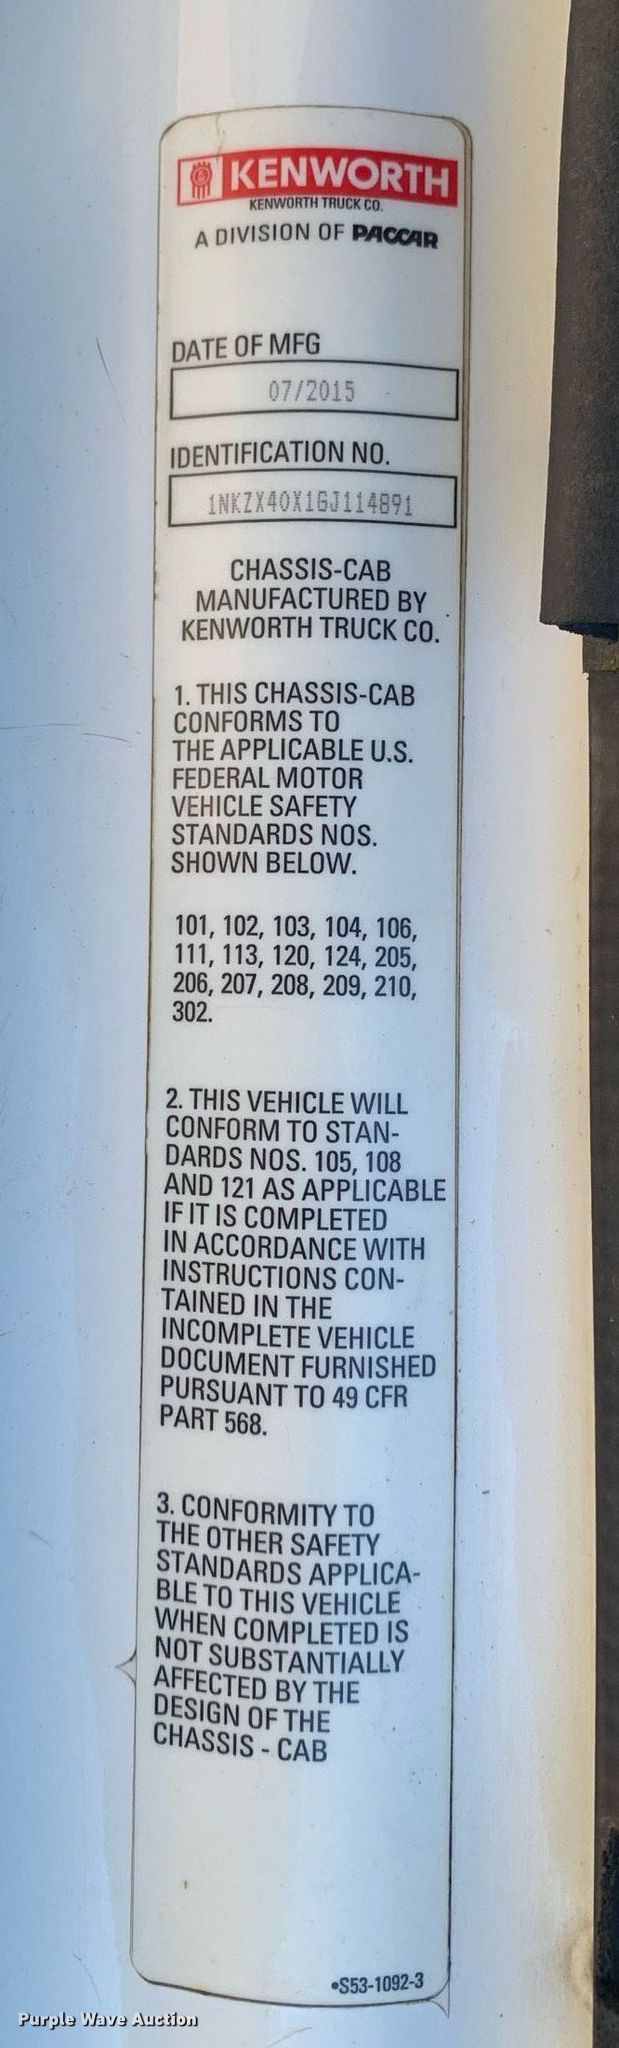 KENWORTH
KENWORTH TRUCK CO.
A DIVISION OF PACCAR
DATE OF MFG
07/2015
IDENTIFICATION NO.
1NKZX40X1GJ114891
CHASSIS-CAB
MANUFACTURED BY
KENWORTH TRUCK CO.
1. THIS CHASSIS-CAB
CONFORMS TO
THE APPLICABLE U.S.
FEDERAL MOTOR
VEHICLE SAFETY
STANDARDS NOS.
SHOWN BELOW.
101, 102, 103, 104, 106,
111, 113, 120, 124, 205,
206, 207, 208, 209, 210,
302.
2. THIS VEHICLE WILL
CONFORM TO STAN-
DARDS NOS. 105, 108
AND 121 AS APPLICABLE
IF IT IS COMPLETED
IN ACCORDANCE WITH
INSTRUCTIONS CON-
TAINED IN THE
INCOMPLETE VEHICLE
DOCUMENT FURNISHED
PURSUANT TO 49 CFR
PART 568.
3. CONFORMITY TO
THE OTHER SAFETY
STANDARDS APPLICA-
BLE TO THIS VEHICLE
WHEN COMPLETED IS
NOT SUBSTANTIALLY
AFFECTED BY THE
DESIGN OF THE
CHASSIS - CAB
•S53-1092-3
Purple Wave Auction